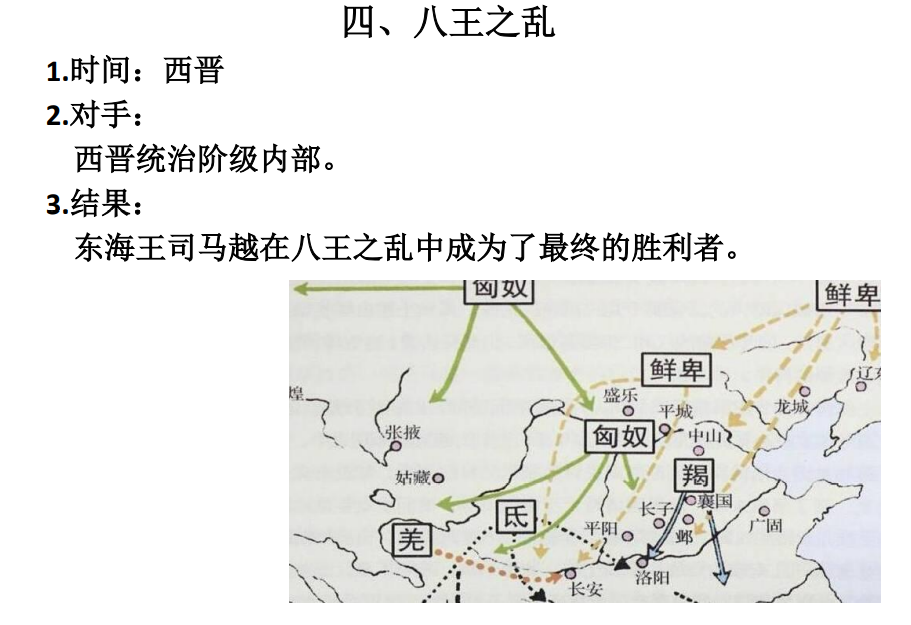 四、八王之乱
1.时间：西晋
2.对手：
西晋统治阶级内部。
3.结果：
东海王司马越在八王之乱中成为了最终的胜利者。
匈奴
鲜卑
鲜卑
煌
盛乐
平城
龙城
辽东
张掖
匈奴
中山
姑藏
羯
襄国
氐
长子
广固
羌
平阳
邺
洛阳
长安